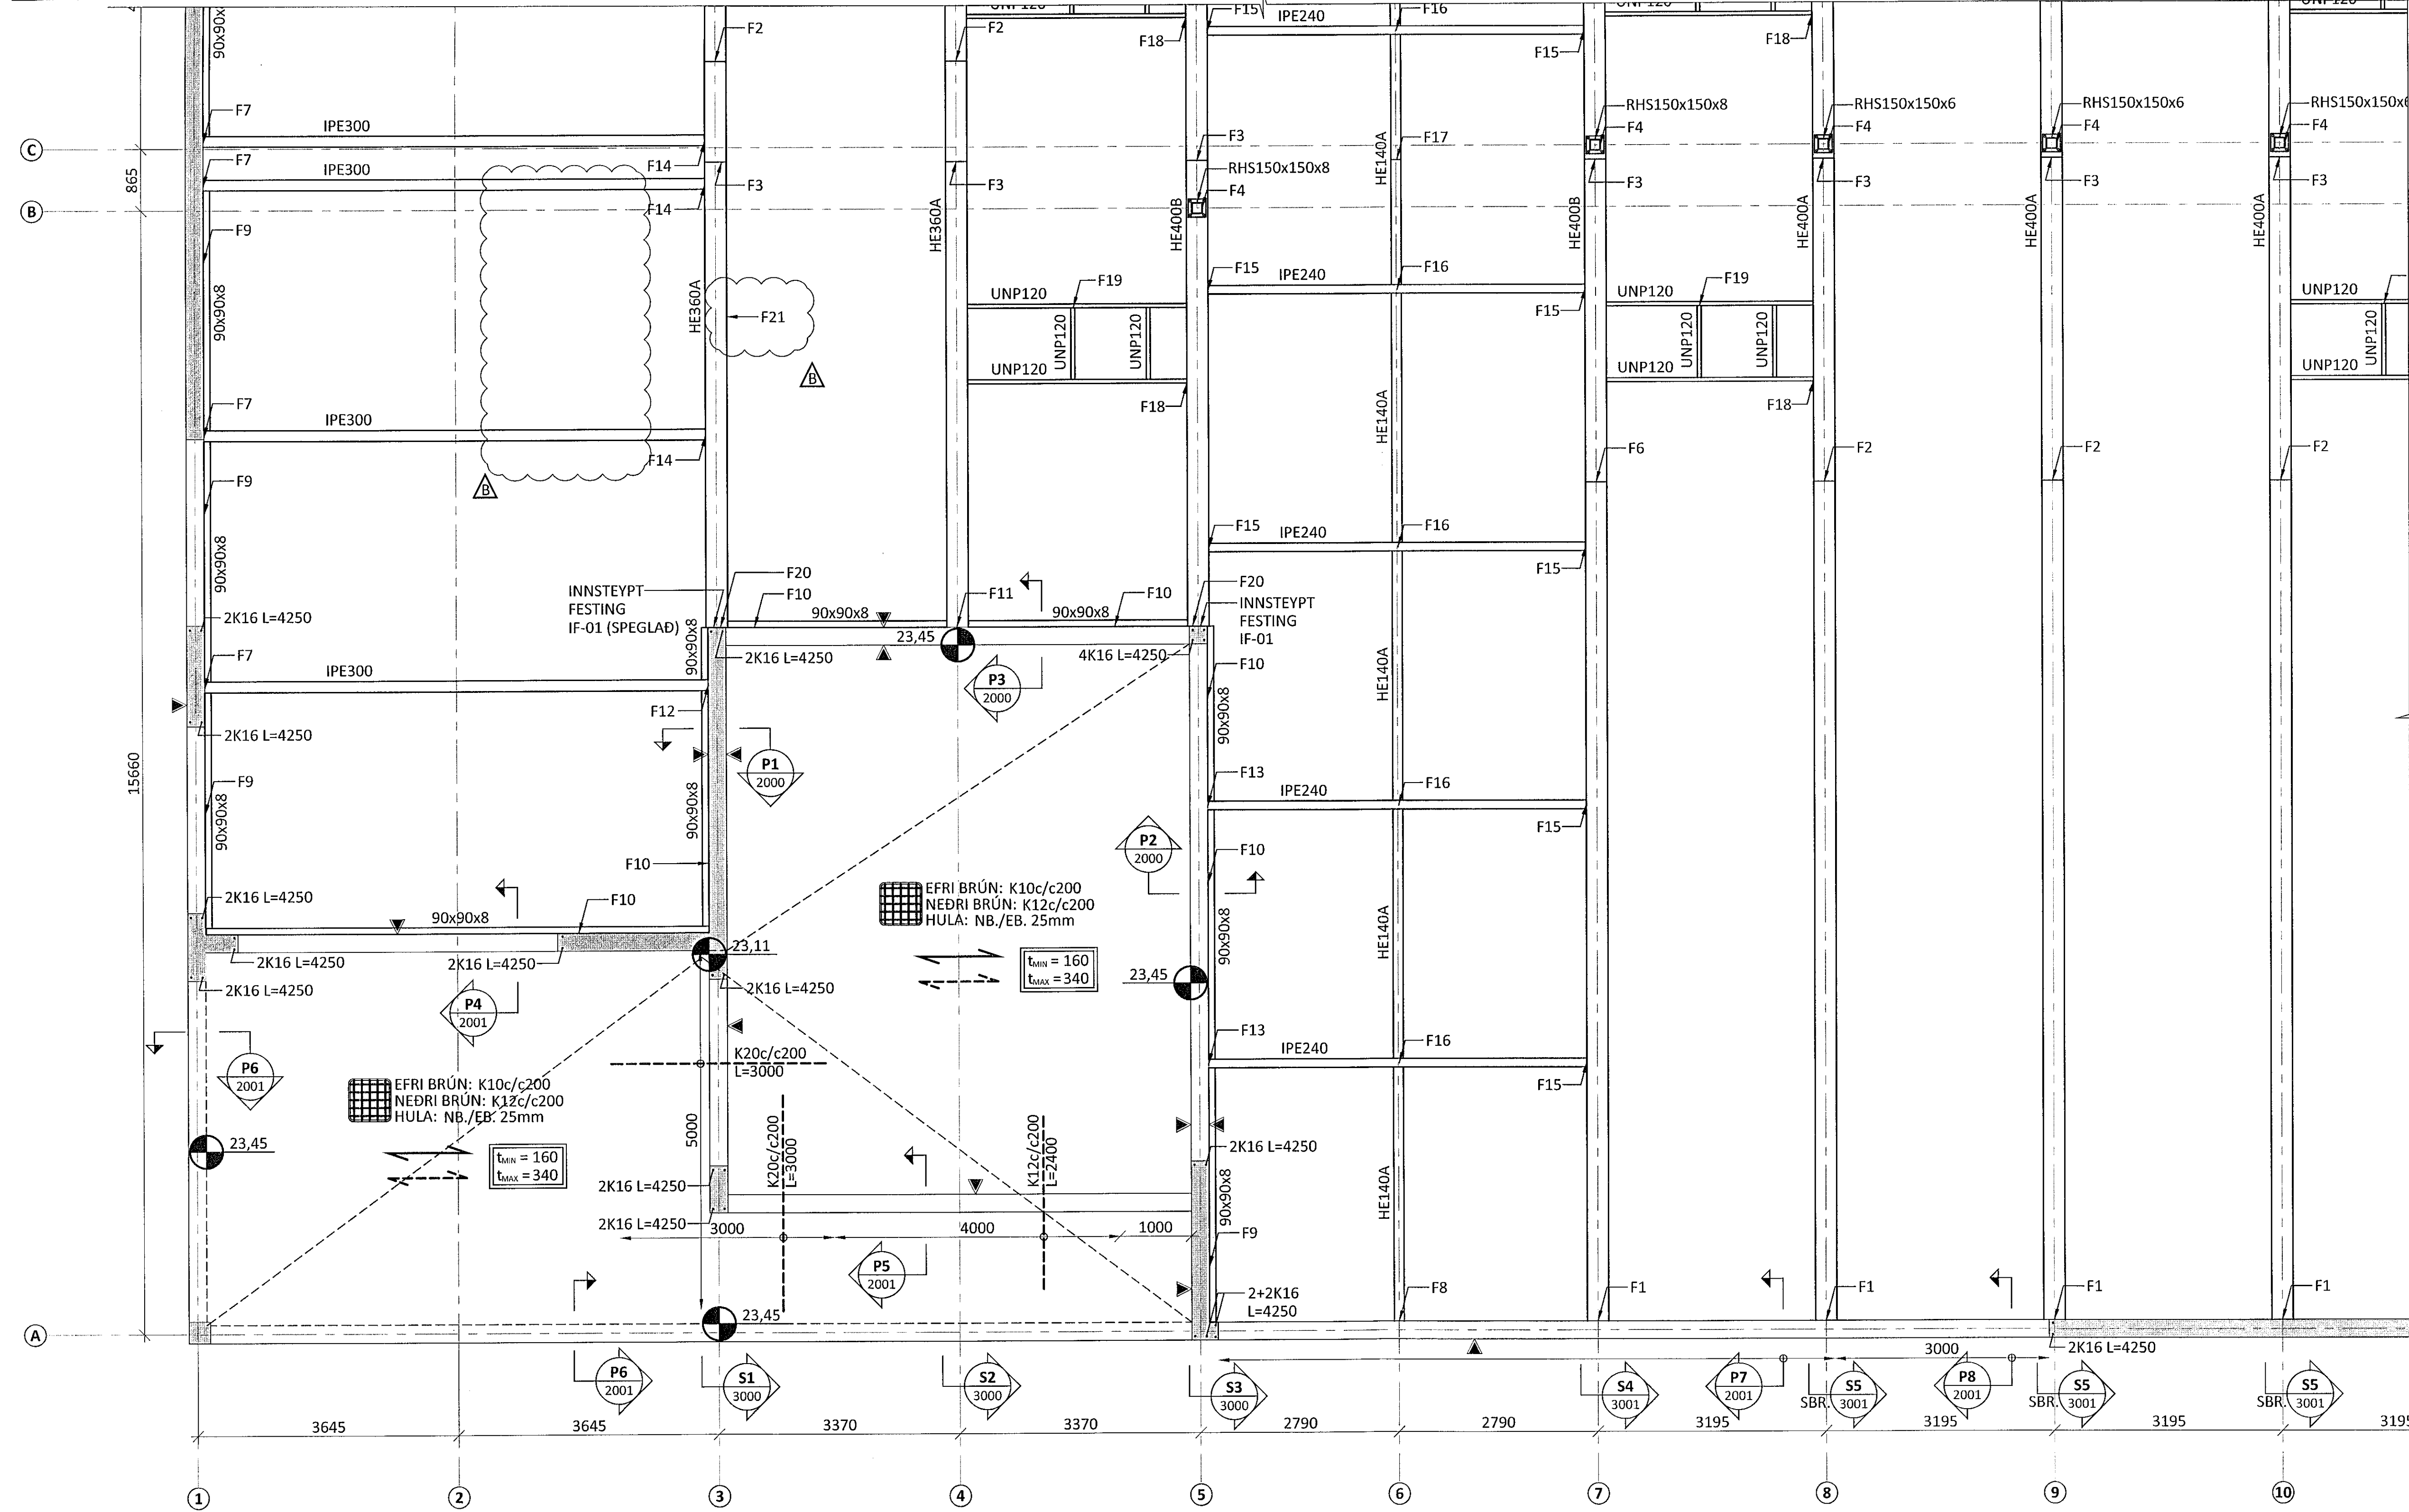 90x90x8
F2
F2
UNP120
F18
F15
IPE240
F16
F15
UNP120
F18
UNP120
F7
IPE300
F14
F7
IPE300
F14
F3
F3
F3
RHS150x150x8
F4
HE140A
F17
RHS150x150x8
F4
F3
RHS150x150x6
F4
F3
RHS150x150x6
F4
F3
RHS150x150x6
F4
F3
C
865
B
F9
90x90x8
HE360A
F21
B
HE360A
HE400B
F15
IPE240
F16
F15
HE400B
HE400A
HE400A
HE400A
UNP120
F19
UNP120
UNP120
UNP120
F18
UNP120
F19
UNP120
UNP120
UNP120
F18
UNP120
UNP120
UNP120
F7
IPE300
F14
B
F9
90x90x8
HE140A
F6
F2
F2
F2
F15
IPE240
F16
F15
INNSTEYPT
FESTING
IF-01 (SPEGLAÐ)
F20
F10
90x90x8
F11
90x90x8
F10
F20
INNSTEYPT
FESTING
IF-01
2K16 L=4250
90x90x8
23,45
2K16 L=4250
4K16 L=4250
F7
IPE300
F12
P3
2000
F10
90x90x8
HE140A
2K16 L=4250
15660
P1
2000
F9
90x90x8
90x90x8
F10
F13
IPE240
F16
F15
P2
2000
F10
90x90x8
HE140A
2K16 L=4250
90x90x8
F10
EFRI BRÚN: K10c/c200
NEÐRI BRÚN: K12c/c200
HULA: NB./EB. 25mm
23,11
2K16 L=4250
2K16 L=4250
2K16 L=4250
2K16 L=4250
tMIN = 160
tMAX = 340
23,45
P4
2001
F13
IPE240
F16
F15
K20c/c200
L=3000
P6
2001
EFRI BRÚN: K10c/c200
NEÐRI BRÚN: K12c/c200
HULA: NB./EB. 25mm
23,45
tMIN = 160
tMAX = 340
5000
K20c/c200
L=3000
K12c/c200
L=2400
2K16 L=4250
2K16 L=4250
2K16 L=4250
90x90x8
HE140A
3000
4000
1000
F9
P5
2001
2+2K16
L=4250
F8
F1
F1
F1
F1
23,45
A
2K16 L=4250
3000
P6
2001
S1
3000
S2
3000
S3
3000
S4
3001
P7
2001
SBR.
S5
3001
P8
2001
SBR.
S5
3001
SBR.
S5
3001
3645
3645
3370
3370
2790
2790
3195
3195
3195
1
2
3
4
5
6
7
8
9
10